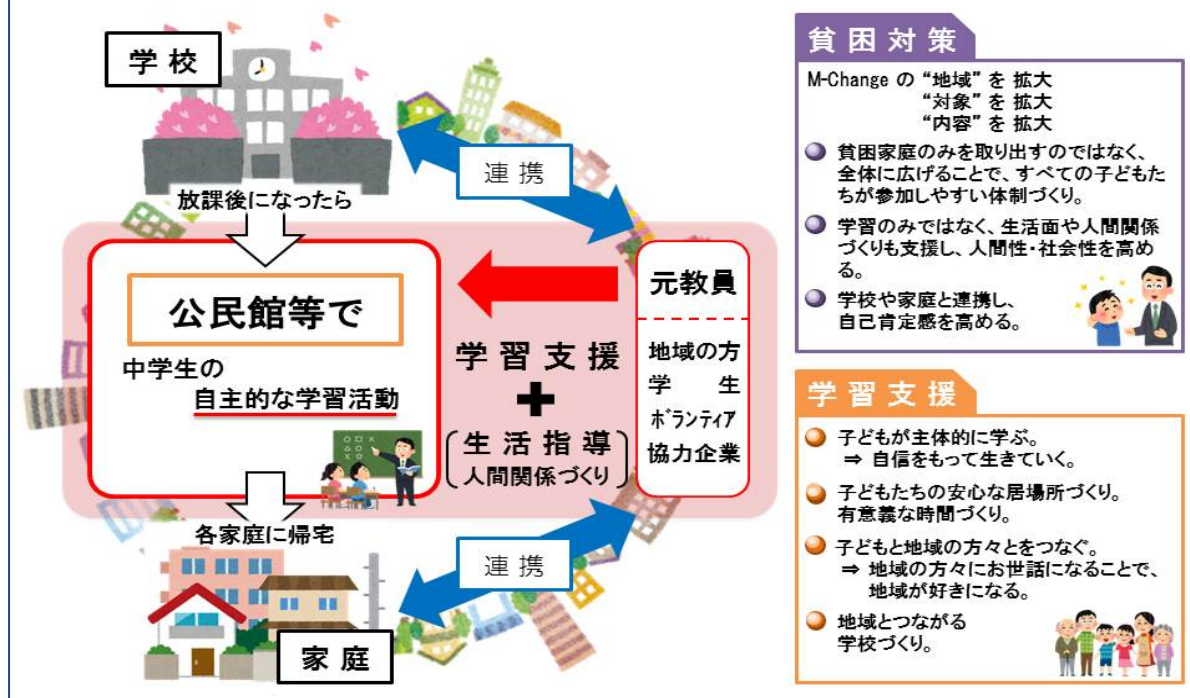 学校
連携
放課後になったら
公民館等で
中学生の
自主的な学習活動
各家庭に帰宅
家庭
学習支援
+
生活指導
人間関係づくり
元教員
地域の方
学生
ボランティア
協力企業
連携
貧困対策
M-Change の “地域” を 拡大
“対象” を 拡大
“内容” を 拡大
貧困家庭のみを取り出すのではなく、
全体に広げることで、すべての子どもた
ちが参加しやすい体制づくり。
学習のみではなく、生活面や人間関係
づくりも支援し、人間性・社会性を高め
る。
学校や家庭と連携し、
自己肯定感を高める。
学習支援
子どもが主体的に学ぶ。
⇒ 自信をもって生きていく。
子どもたちの安心な居場所づくり。
有意義な時間づくり。
子どもと地域の方々とをつなぐ。
⇒ 地域の方々にお世話になることで、
地域が好きになる。
地域とつながる
学校づくり。